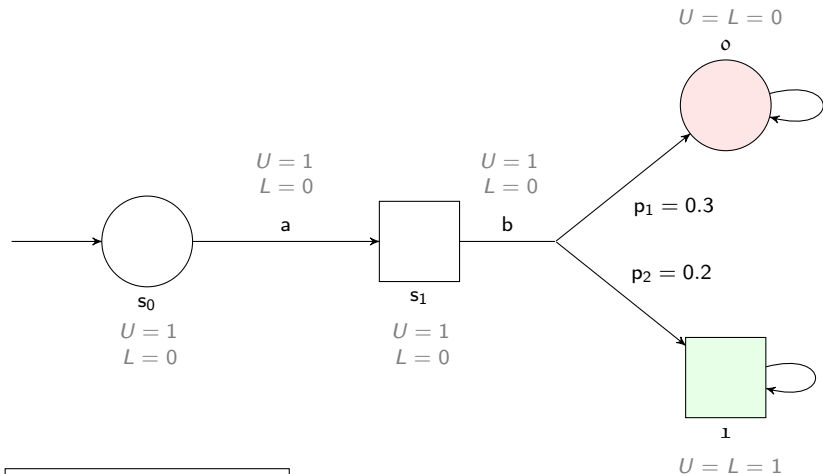 U = L = 0
o
U = 1
L = 0
U = 1
L = 0
a
b
p1 = 0.3
p2 = 0.2
s0
s1
U = 1
L = 0
U = 1
L = 0
1
U = L = 1